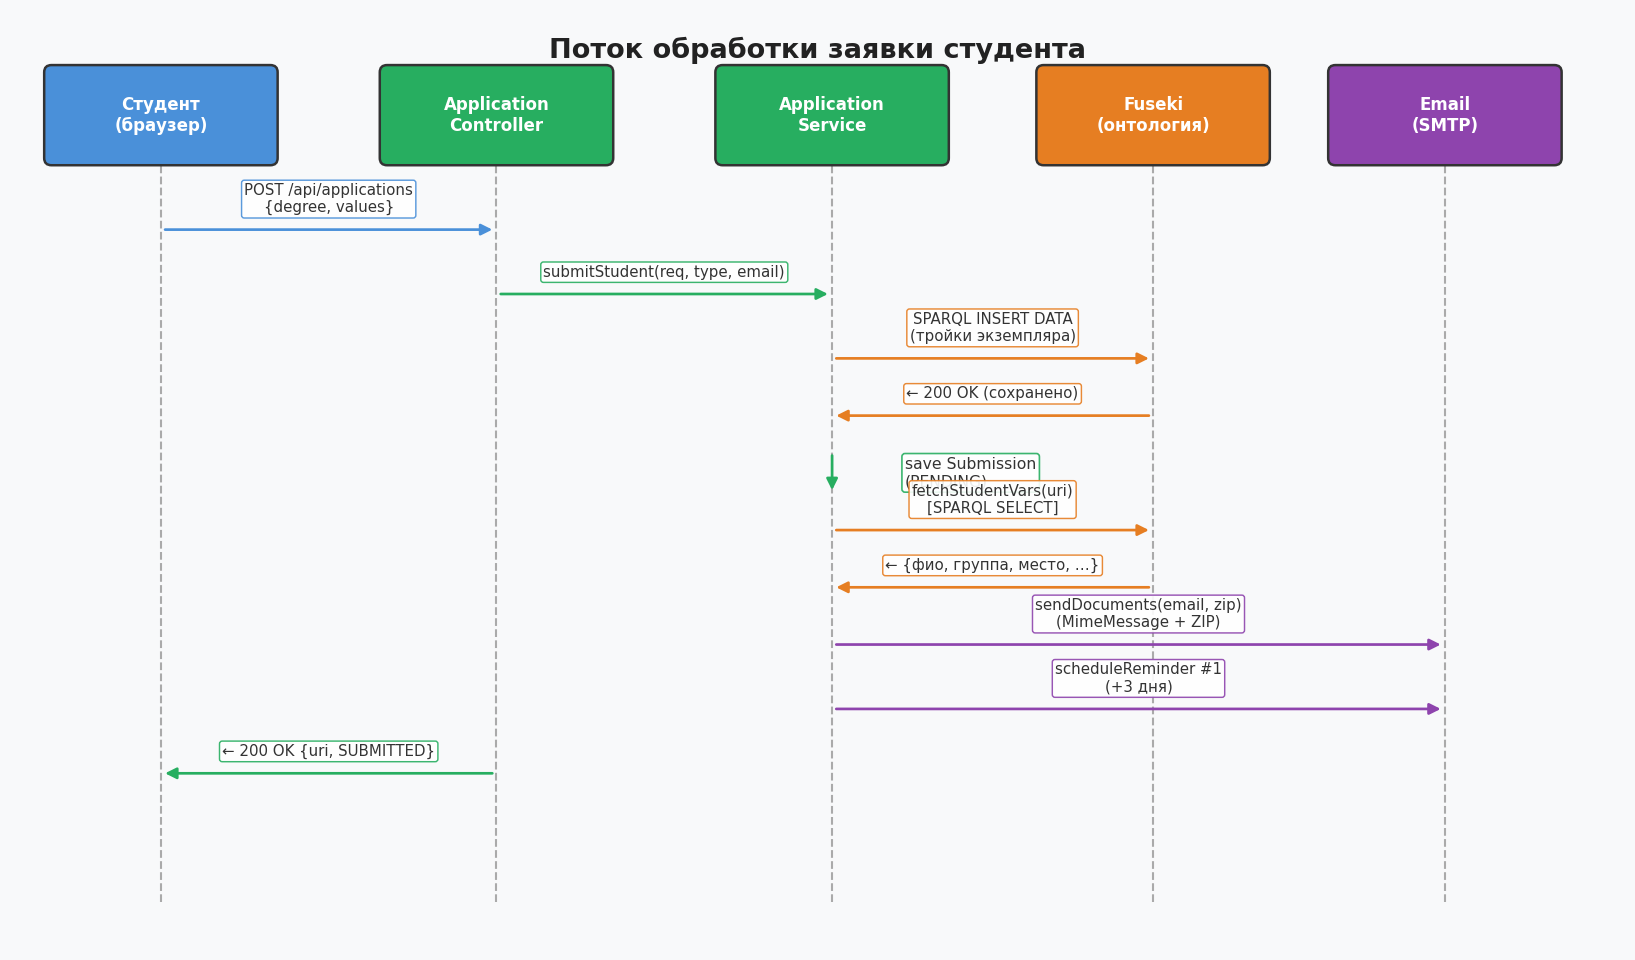 Поток обработки заявки студента
Студент
(браузер)
Application
Controller
Application
Service
Fuseki
(онтология)
Email
(SMTP)
POST /api/applications
{degree, values}
submitStudent(req, type, email)
SPARQL INSERT DATA
(тройки экземпляра)
← 200 OK (сохранено)
save Submission
(PENDING)
fetchStudentVars(uri)
[SPARQL SELECT]
← {фио, группа, место, …}
sendDocuments(email, zip)
(MimeMessage + ZIP)
scheduleReminder #1
(+3 дня)
← 200 OK {uri, SUBMITTED}